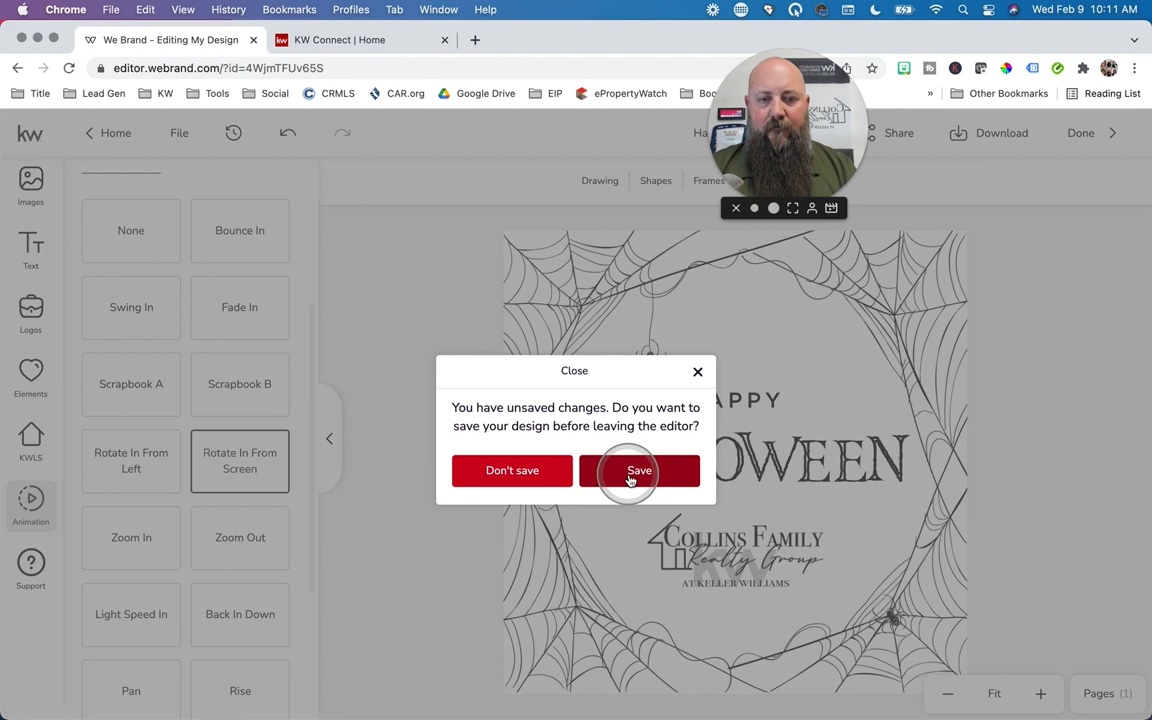 Chrome File Edit View History Bookmarks Profiles Tab Window Help Wed Feb 9 10:11 AM
We Brand - Editing My Design
kw KW Connect | Home
editor.webrand.com/?id=4WjmTFUv65S
Title Lead Gen KW Tools Social CRMLS CAR.org Google Drive EIP ePropertyWatch » Other Bookmarks Reading List
kw Home File Share Download Done
Drawing Shapes Frames
Images
Text
Logos
Elements
KWLS
Animation
Support
None Bounce In
Swing In Fade In
Scrapbook A Scrapbook B
Rotate In From Left
Rotate In From Screen
Zoom In Zoom Out
Light Speed In Back In Down
Pan Rise
Close
You have unsaved changes. Do you want to
save your design before leaving the editor?
Don't save Save
APPY
OWEEN
COLLINS FAMILY
Realty Group
AT KELLER WILLIAMS
Fit Pages (1)